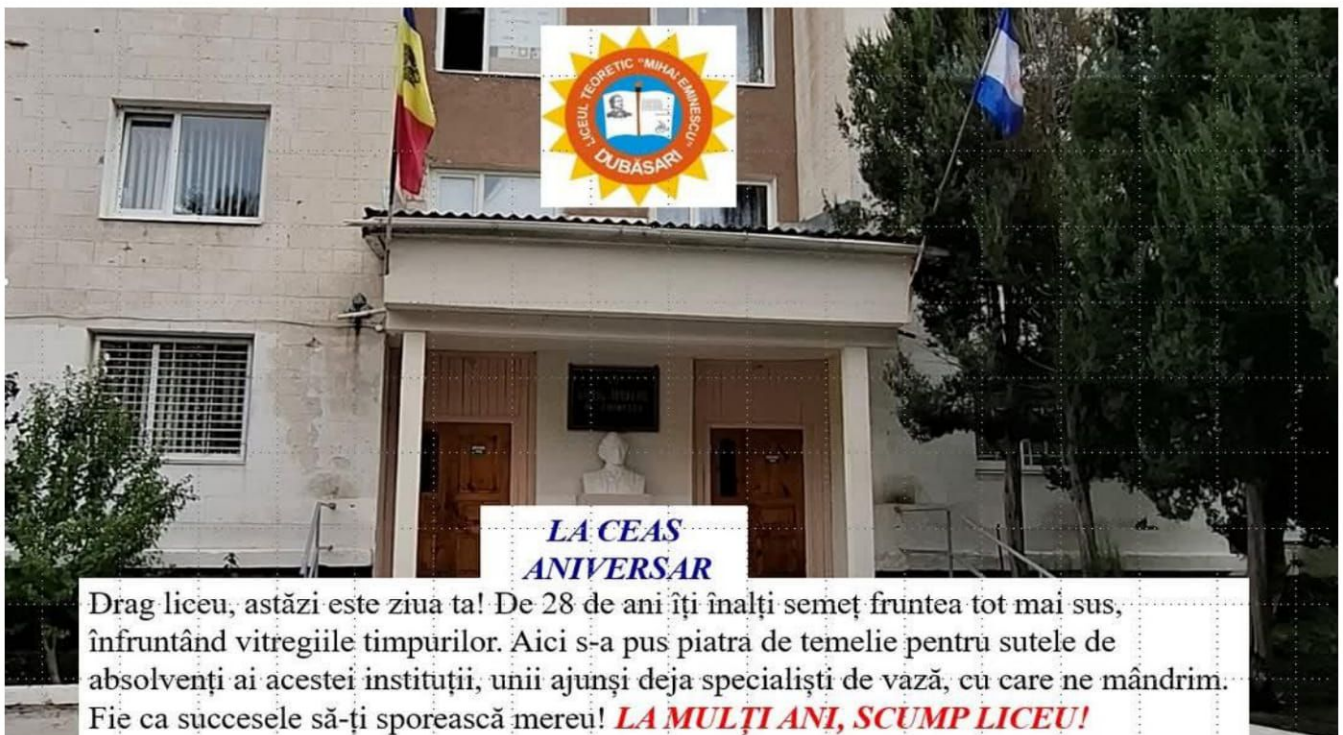 LICEUL TEORETIC "MIHAI EMINESCU"
DUBĂSARI
LA CEAS
ANIVERSAR
Drag liceu, astăzi este ziua ta! De 28 de ani îți înalți semeț fruntea tot mai sus,
înfruntând vitregiile timpurilor. Aici s-a pus piatra de temelie pentru sutele de
absolvenți ai acestei instituții, unii ajunși deja specialiști de vază, cu care ne mândrim.
Fie ca succesele să-ți sporească mereu! LA MULȚI ANI, SCUMP LICEU!